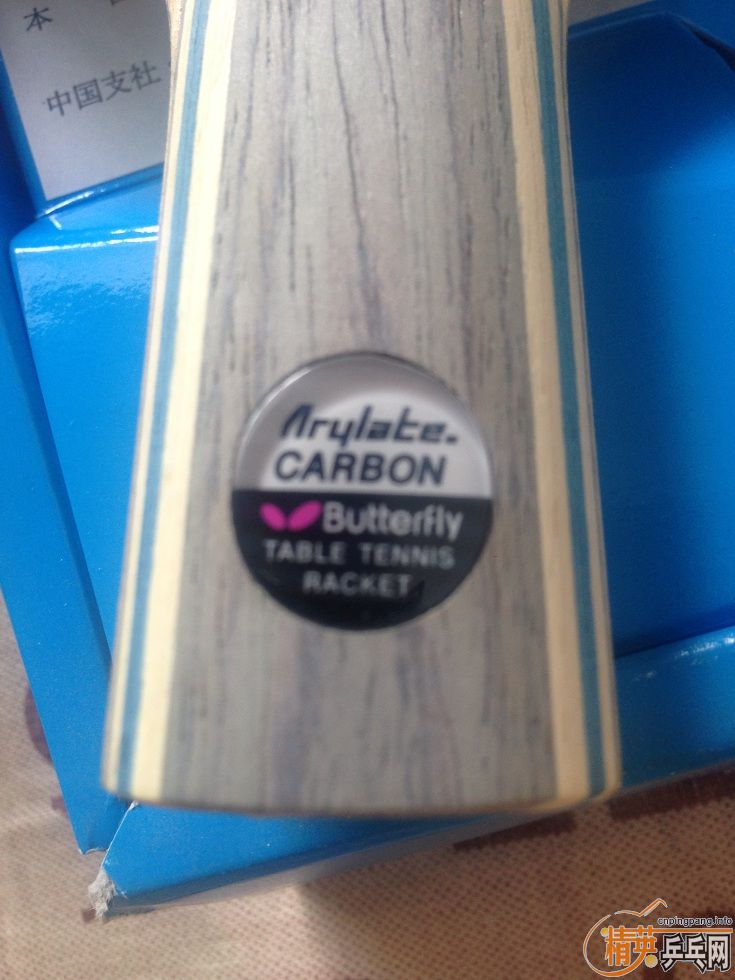 本
中国支社
Arylate.
CARBON
Butterfly
TABLE TENNIS
RACKET
cnpingpang.info
精英乒乓网